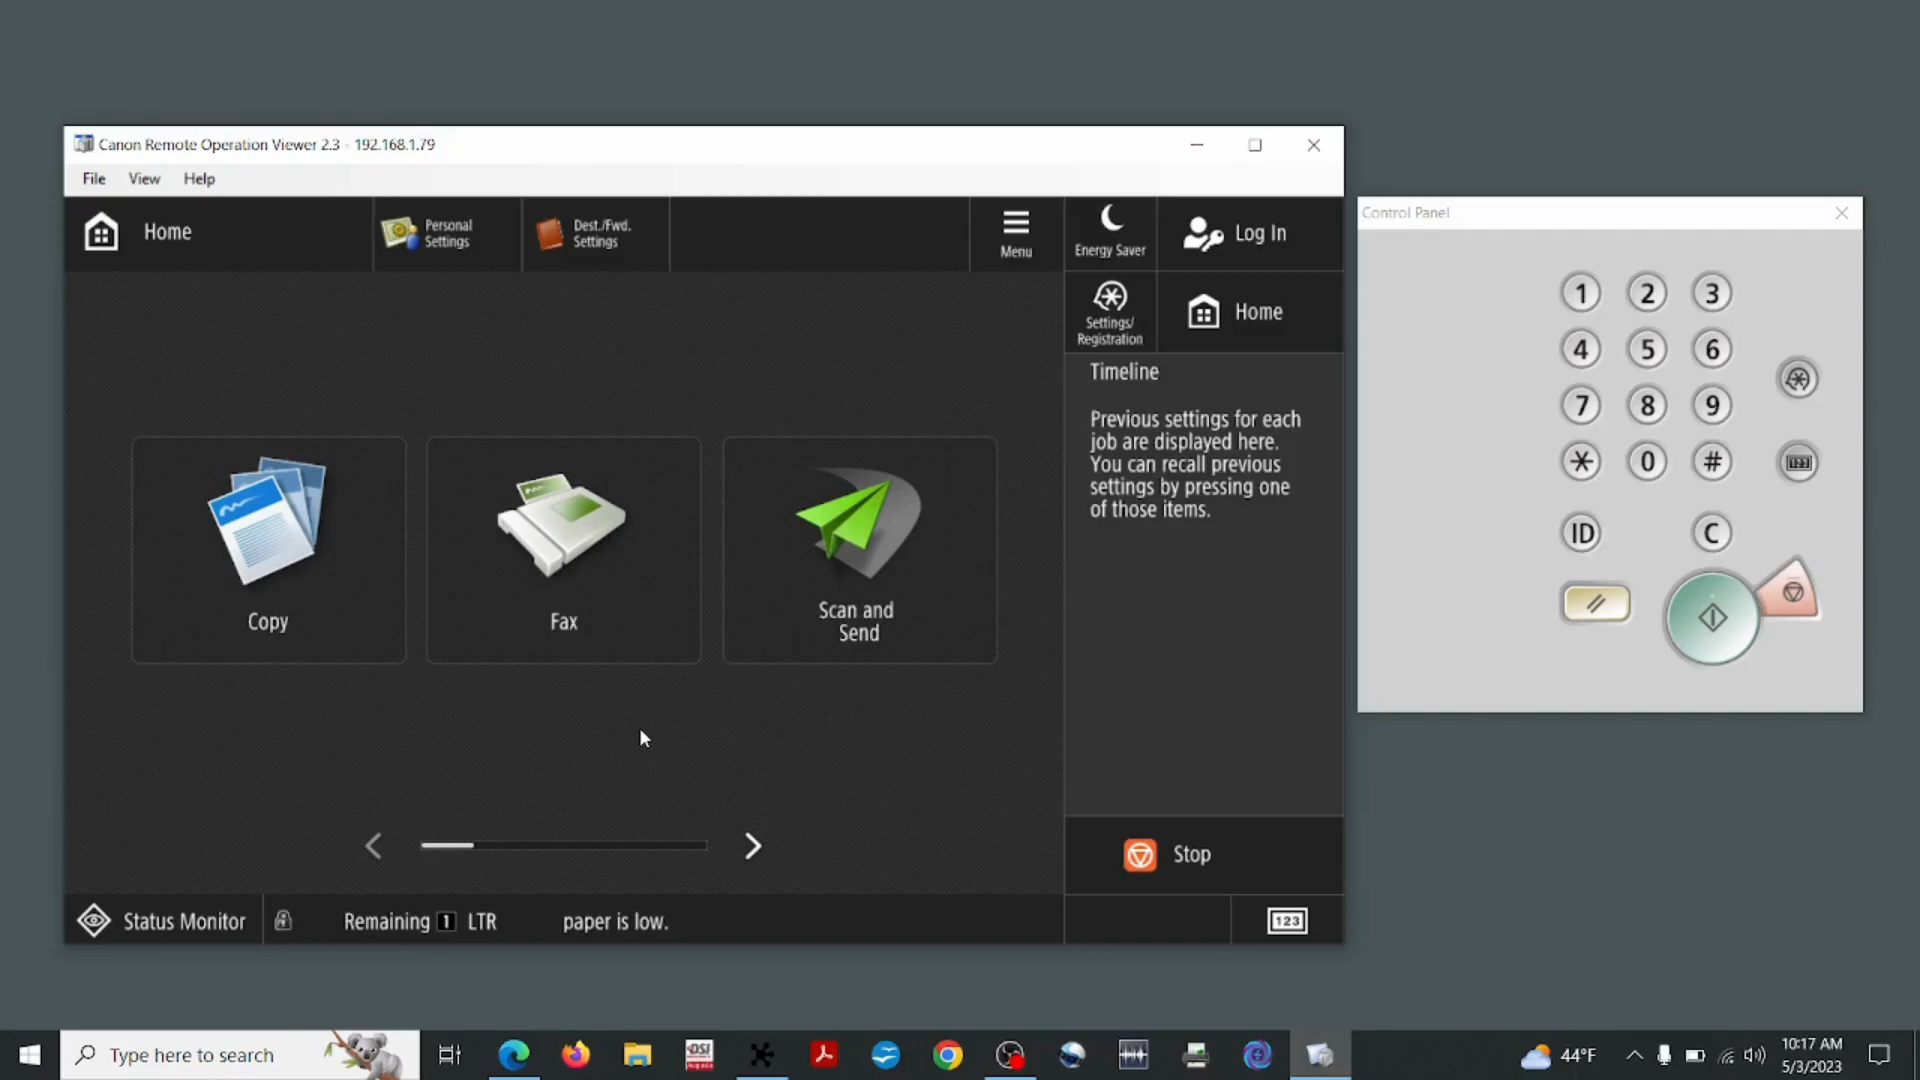 Canon Remote Operation Viewer 2.3 - 192.168.1.79
File View Help
Home
Personal
Settings
Dest./Fwd.
Settings
Menu
Energy Saver
Log In
Settings/
Registration
Home
Timeline
Previous settings for each
job are displayed here.
You can recall previous
settings by pressing one
of those items.
Copy
Fax
Scan and
Send
Stop
Status Monitor
Remaining 1 LTR paper is low.
123
Control Panel
1 2 3
4 5 6
7 8 9
* 0 #
123
ID C
Type here to search
DSI
44°F
10:17 AM
5/3/2023